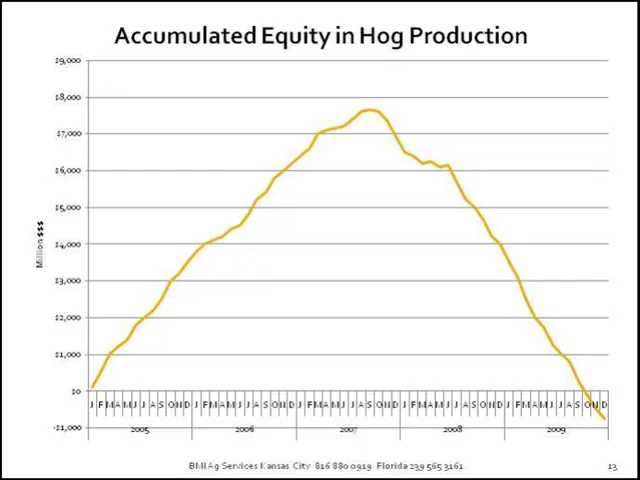 Accumulated Equity in Hog Production
$9,000
$8,000
$7,000
$6,000
$5,000
$4,000
$3,000
$2,000
$1,000
$0
-$1,000
Million $$$
J F M A M J J A S O N D J F M A M J J A S O N D J F M A M J J A S O N D J F M A M J J A S O N D J F M A M J J A S O N D
2005 2006 2007 2008 2009
BMI Ag Services Kansas City 816 880 0919 Florida 239 565 3161
13